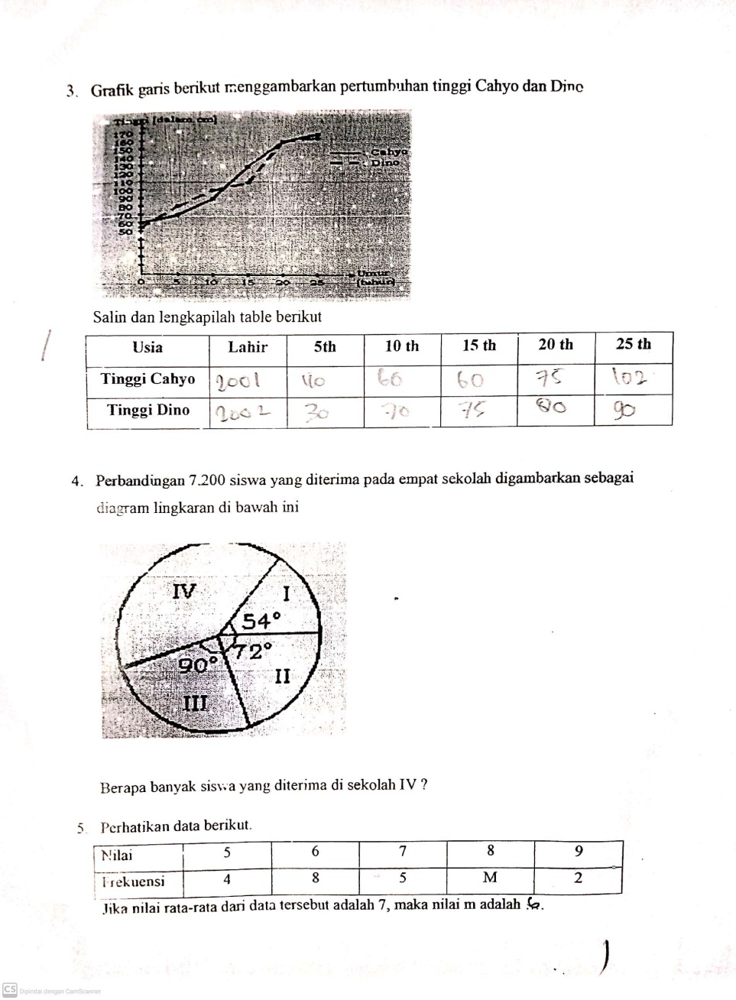 3. Grafik garis berikut menggambarkan pertumbuhan tinggi Cahyo dan Dino
Tinggi [dalam cm]
170
160
150
140
130
120
110
100
90
80
70
60
50
Cahyo
Dino
0 5 10 15 20 25
Umur
[tahun]
Salin dan lengkapilah table berikut
Usia Lahir 5th 10 th 15 th 20 th 25 th
Tinggi Cahyo 2001 40 60 60 75 102
Tinggi Dino 2002 30 70 75 80 90
4. Perbandingan 7.200 siswa yang diterima pada empat sekolah digambarkan sebagai
diagram lingkaran di bawah ini
IV
I
54°
72°
90°
II
III
Berapa banyak siswa yang diterima di sekolah IV ?
5. Perhatikan data berikut.
Nilai 5 6 7 8 9
Frekuensi 4 8 5 M 2
Jika nilai rata-rata dari data tersebut adalah 7, maka nilai m adalah .
CS Dipindai dengan CamScanner